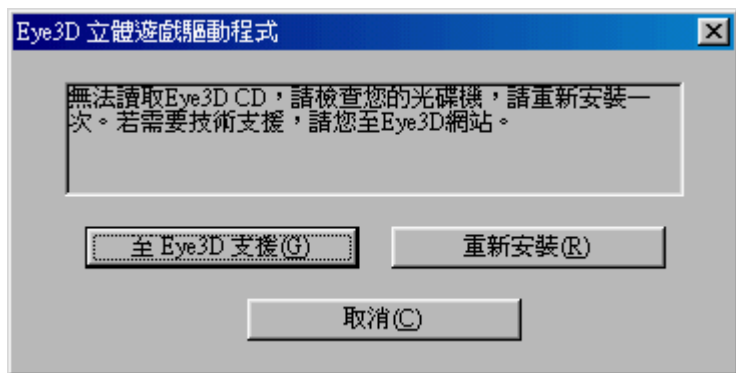 Eye3D 立體遊戲驅動程式
無法讀取Eye3D CD，請檢查您的光碟機，請重新安裝一
次。若需要技術支援，請您至Eye3D網站。
至 Eye3D 支援(G)
重新安裝(R)
取消(C)